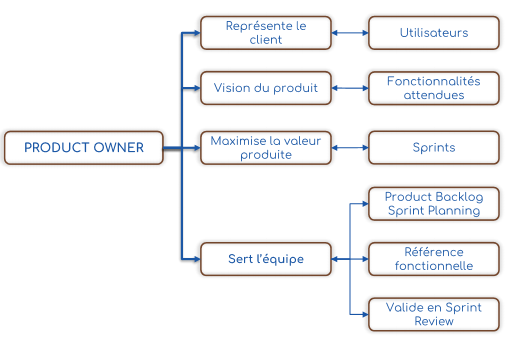 Représente le
client
Utilisateurs
Vision du produit
Fonctionnalités
attendues
PRODUCT OWNER
Maximise la valeur
produite
Sprints
Product Backlog
Sprint Planning
Sert l'équipe
Référence
fonctionnelle
Valide en Sprint
Review